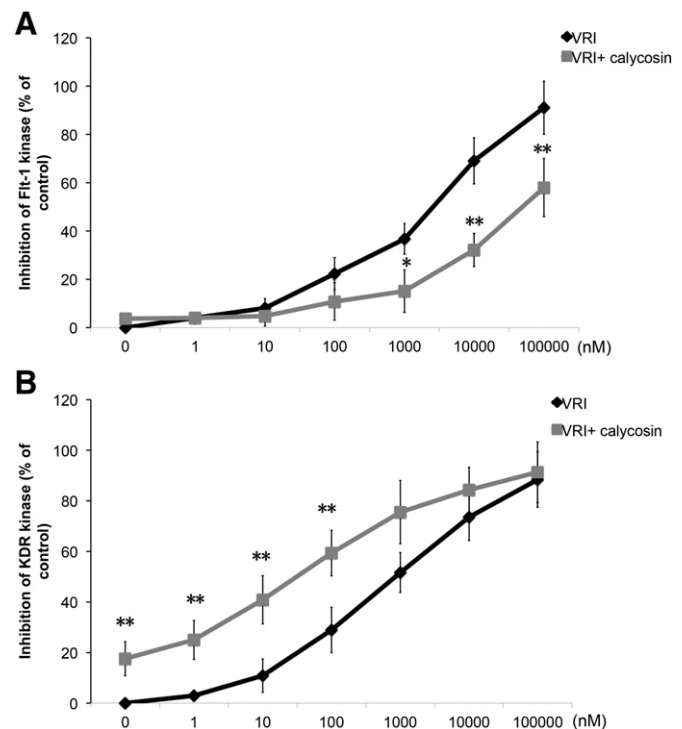 A
120
100
80
60
40
20
0
Inhibition of Flt-1 kinase (% of
control)
VRI
VRI+ calycosin
*
**
**
0 1 10 100 1000 10000 100000 (nM)
B
120
100
80
60
40
20
0
Inhibition of KDR kinase (% of
control)
VRI
VRI+ calycosin
**
**
**
**
0 1 10 100 1000 10000 100000 (nM)